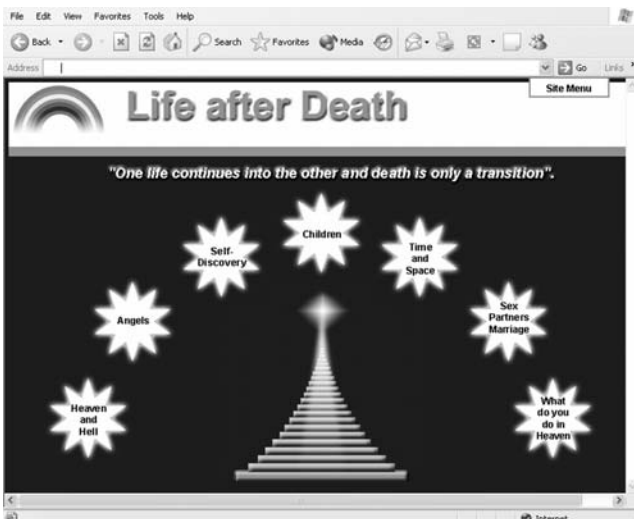 File Edit View Favorites Tools Help
Back Search Favorites Media
Address Go Links
Site Menu
Life after Death
"One life continues into the other and death is only a transition".
Children
Self-
Discovery
Time
and
Space
Angels
Sex
Partners
Marriage
Heaven
and
Hell
What
do you
do in
Heaven
Internet